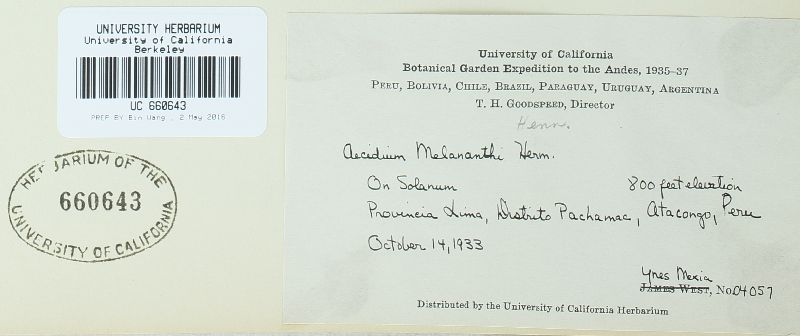 UNIVERSITY HERBARIUM
University of California
Berkeley
UC 660643
PREP BY Bin Wang , 2 May 2016
HERBARIUM OF THE
660643
UNIVERSITY OF CALIFORNIA
University of California
Botanical Garden Expedition to the Andes, 1935-37
PERU, BOLIVIA, CHILE, BRAZIL, PARAGUAY, URUGUAY, ARGENTINA
T. H. GOODSPEED, Director
Henn.
Aecidium Melananthi Herm.
On Solanum 800 feet elevation
Provincia Lima, Distrito Pachamac, Atacongo, Peru
October 14, 1933
Ynes Mexia
JAMES WEST, No. 04057
Distributed by the University of California Herbarium